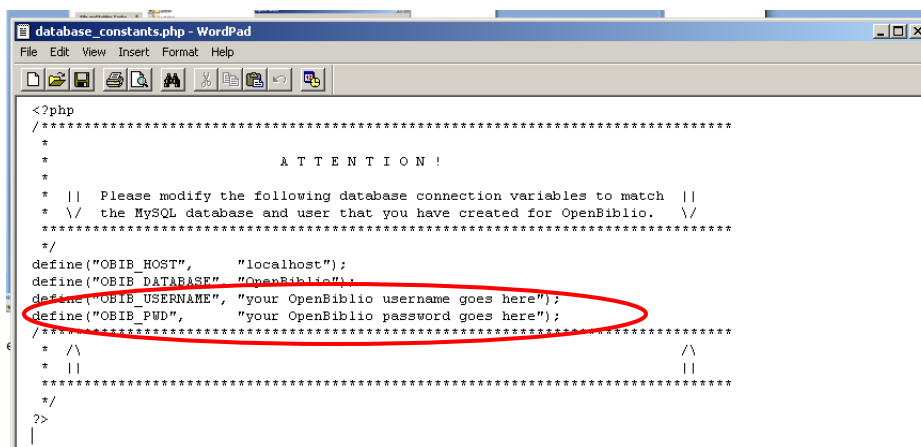 database_constants.php - WordPad
File Edit View Insert Format Help
<?php
/*********************************************************************************
 *
 *                           A T T E N T I O N !
 *
 *  ||  Please modify the following database connection variables to match  ||
 *  \/  the MySQL database and user that you have created for OpenBiblio.   \/
 *********************************************************************************
 */
define("OBIB_HOST",     "localhost");
define("OBIB_DATABASE", "OpenBiblio");
define("OBIB_USERNAME", "your OpenBiblio username goes here");
define("OBIB_PWD",      "your OpenBiblio password goes here");
/*********************************************************************************
 *  /\                                                                      /\
 *  ||                                                                      ||
 *********************************************************************************
 */
?>